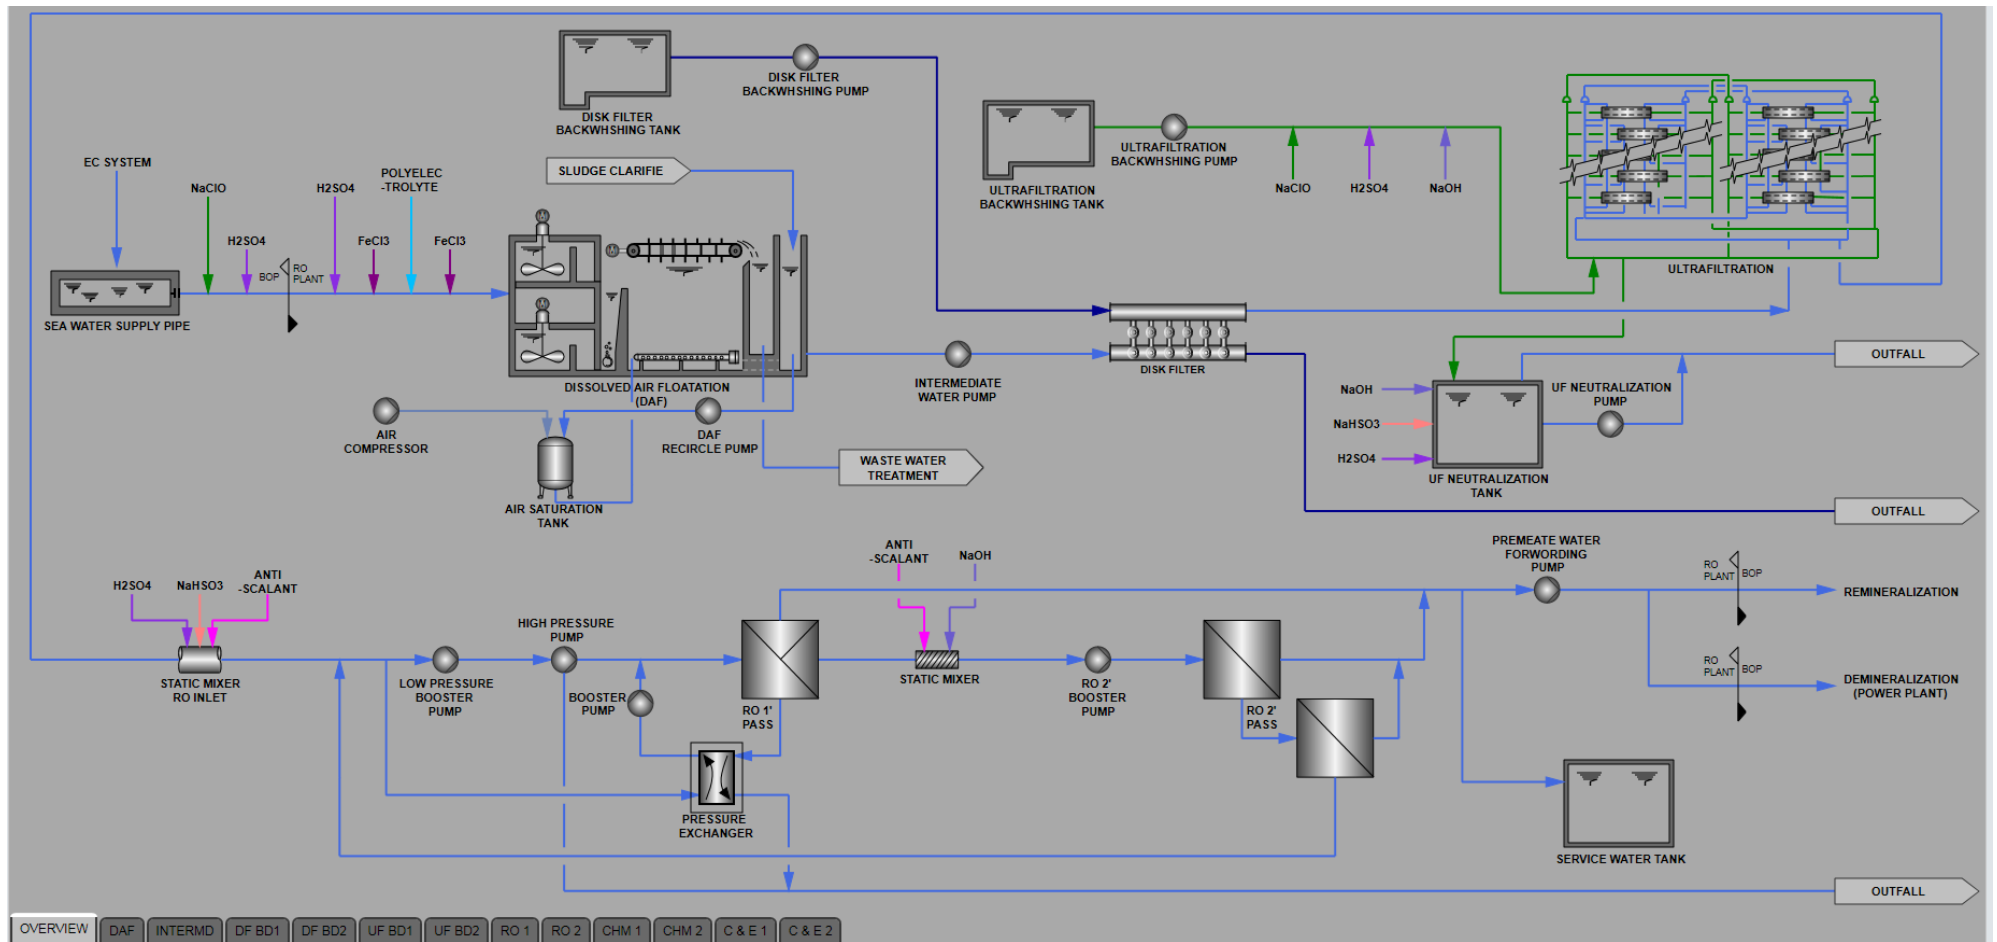 DISK FILTER
BACKWHSHING PUMP
DISK FILTER
BACKWHSHING TANK
EC SYSTEM
NaClO
H2SO4
BOP
RO
PLANT
H2SO4
FeCl3
POLYELEC
-TROLYTE
FeCl3
SLUDGE CLARIFIE
ULTRAFILTRATION
BACKWHSHING PUMP
ULTRAFILTRATION
BACKWHSHING TANK
NaClO
H2SO4
NaOH
ULTRAFILTRATION
SEA WATER SUPPLY PIPE
DISSOLVED AIR FLOATATION
(DAF)
INTERMEDIATE
WATER PUMP
DISK FILTER
OUTFALL
NaOH
NaHSO3
H2SO4
UF NEUTRALIZATION
PUMP
UF NEUTRALIZATION
TANK
AIR
COMPRESSOR
DAF
RECIRCLE PUMP
WASTE WATER
TREATMENT
AIR SATURATION
TANK
OUTFALL
H2SO4
NaHSO3
ANTI
-SCALANT
STATIC MIXER
RO INLET
LOW PRESSURE
BOOSTER
PUMP
HIGH PRESSURE
PUMP
BOOSTER
PUMP
RO 1'
PASS
PRESSURE
EXCHANGER
ANTI
-SCALANT
NaOH
STATIC MIXER
RO 2'
BOOSTER
PUMP
RO 2'
PASS
PREMEATE WATER
FORWORDING
PUMP
RO
PLANT
BOP
REMINERALIZATION
RO
PLANT
BOP
DEMINERALIZATION
(POWER PLANT)
SERVICE WATER TANK
OUTFALL
OVERVIEW
DAF
INTERMD
DF BD1
DF BD2
UF BD1
UF BD2
RO 1
RO 2
CHM 1
CHM 2
C & E 1
C & E 2